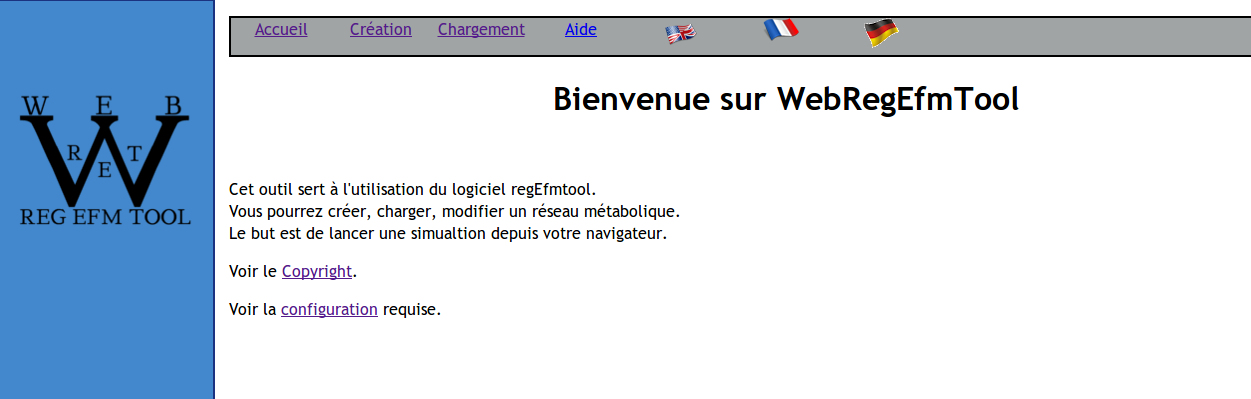 Accueil Création Chargement Aide
W E B
R E T
REG EFM TOOL
Bienvenue sur WebRegEfmTool
Cet outil sert à l'utilisation du logiciel regEfmtool.
Vous pourrez créer, charger, modifier un réseau métabolique.
Le but est de lancer une simualtion depuis votre navigateur.
Voir le Copyright.
Voir la configuration requise.